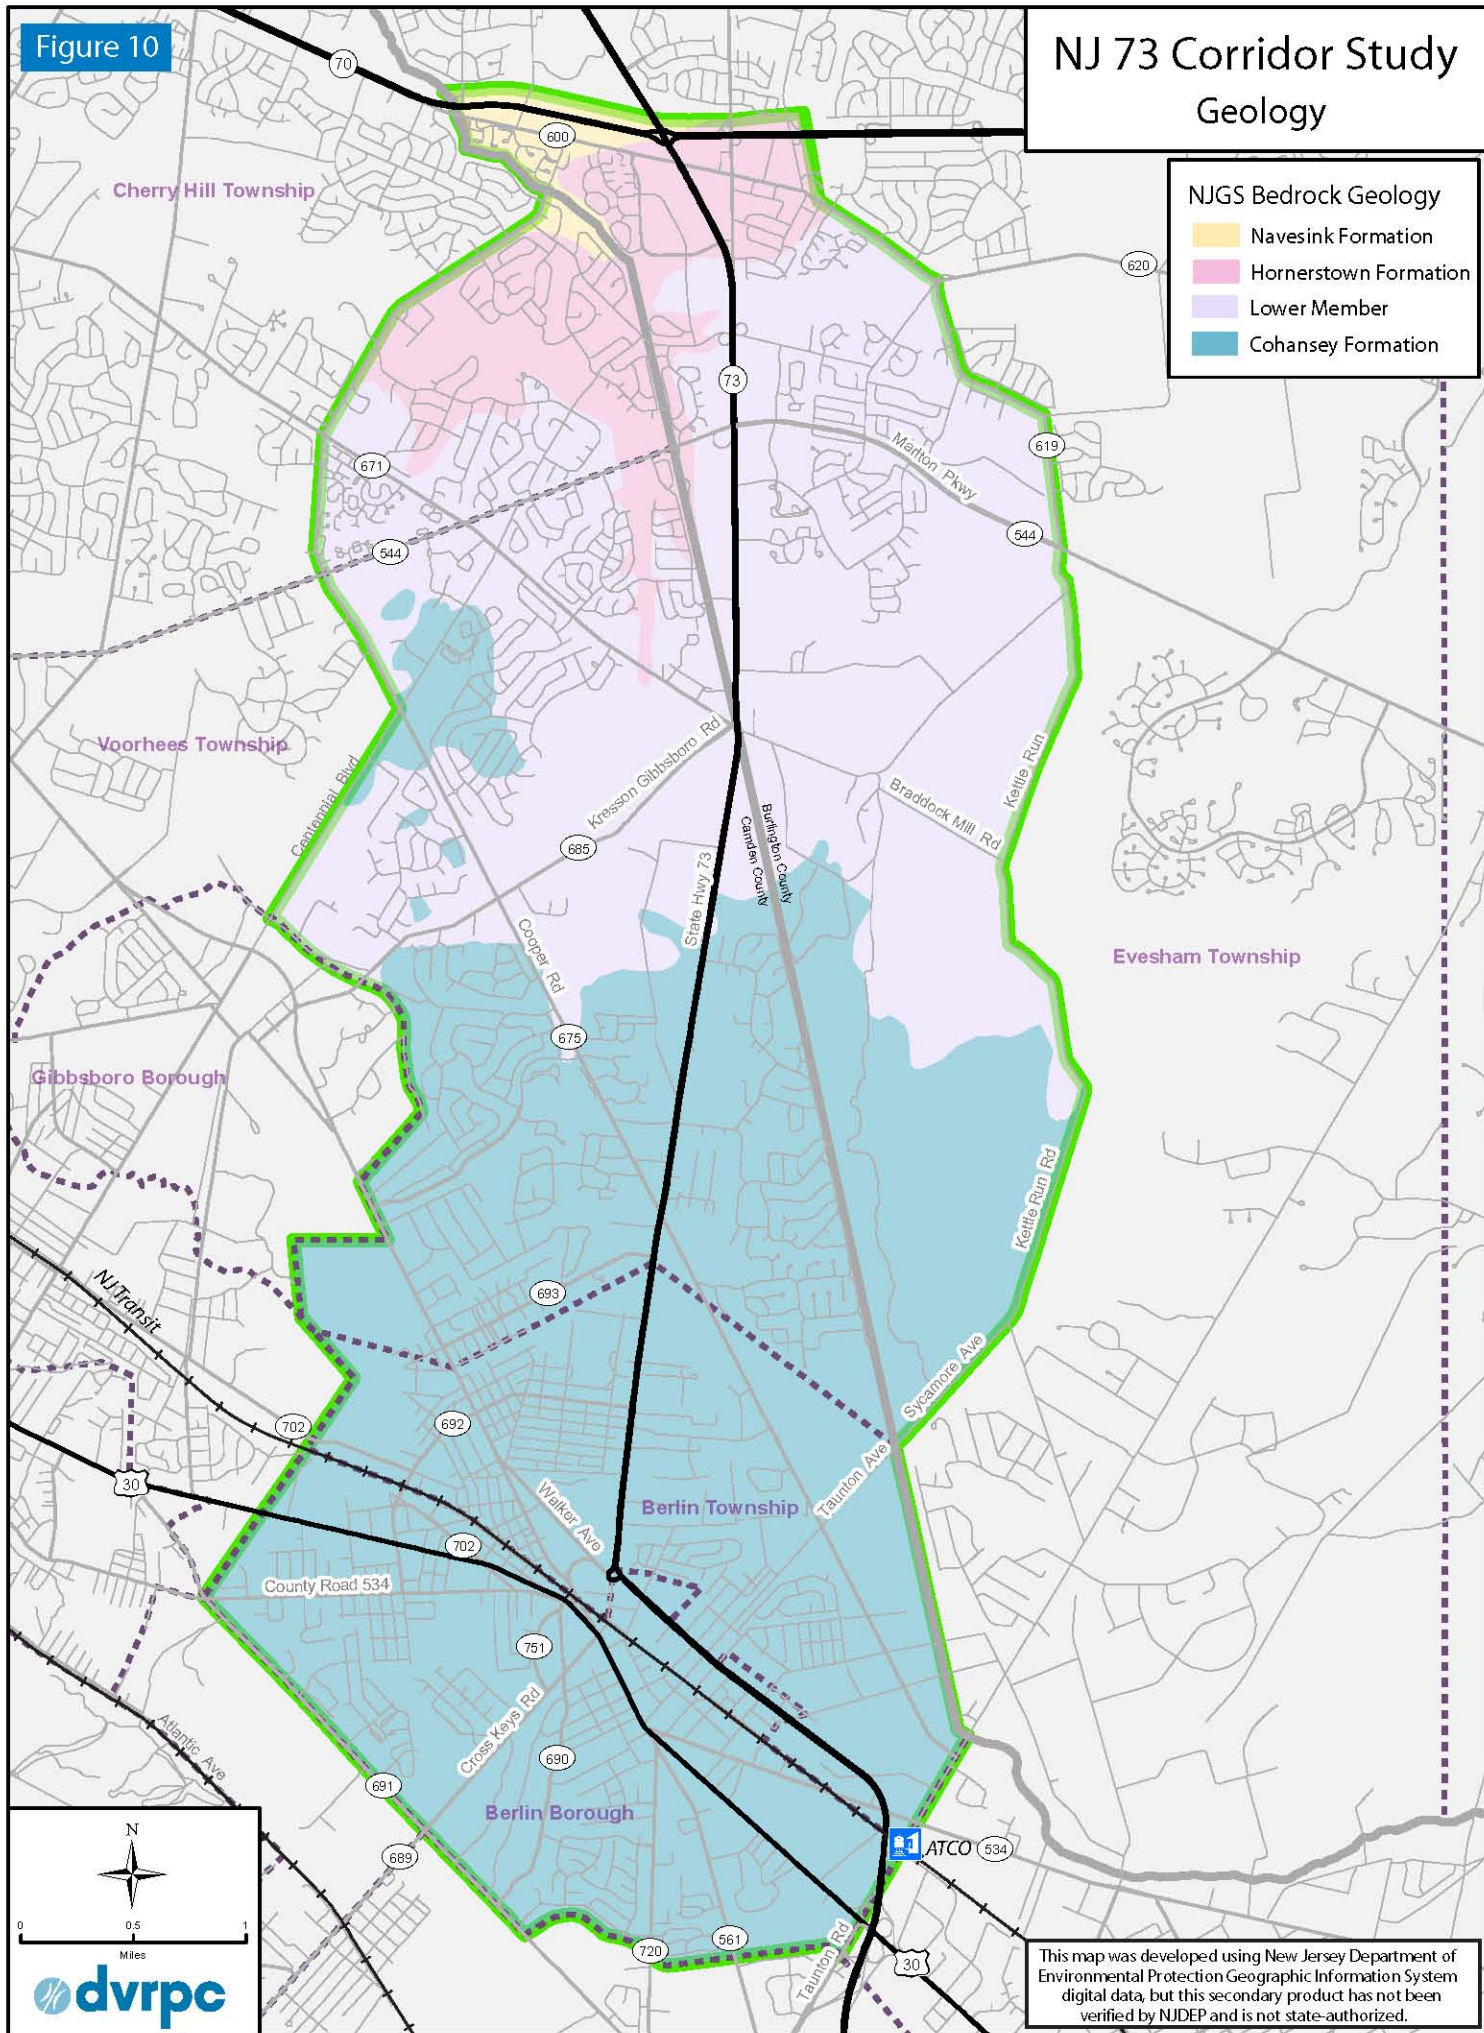 Figure 10
NJ 73 Corridor Study
Geology
NJGS Bedrock Geology
Navesink Formation
Hornerstown Formation
Lower Member
Cohansey Formation
70
600
Cherry Hill Township
620
73
671
Marlton Pkwy
619
544
544
Voorhees Township
Centennial Blvd
Kresson Gibbsboro Rd
Kettle Run
Braddock Mill Rd
685
Burlington County
Camden County
State Hwy 73
Cooper Rd
Evesham Township
675
Gibbsboro Borough
Kettle Run Rd
NJ Transit
693
Sycamore Ave
702
692
30
Taunton Ave
Walker Ave
Berlin Township
702
County Road 534
751
Cross Keys Rd
690
Atlantic Ave
691
Berlin Borough
689
ATCO
534
720
561
Taunton Rd
30
N
0
0.5
1
Miles
dvrpc
This map was developed using New Jersey Department of
Environmental Protection Geographic Information System
digital data, but this secondary product has not been
verified by NJDEP and is not state-authorized.